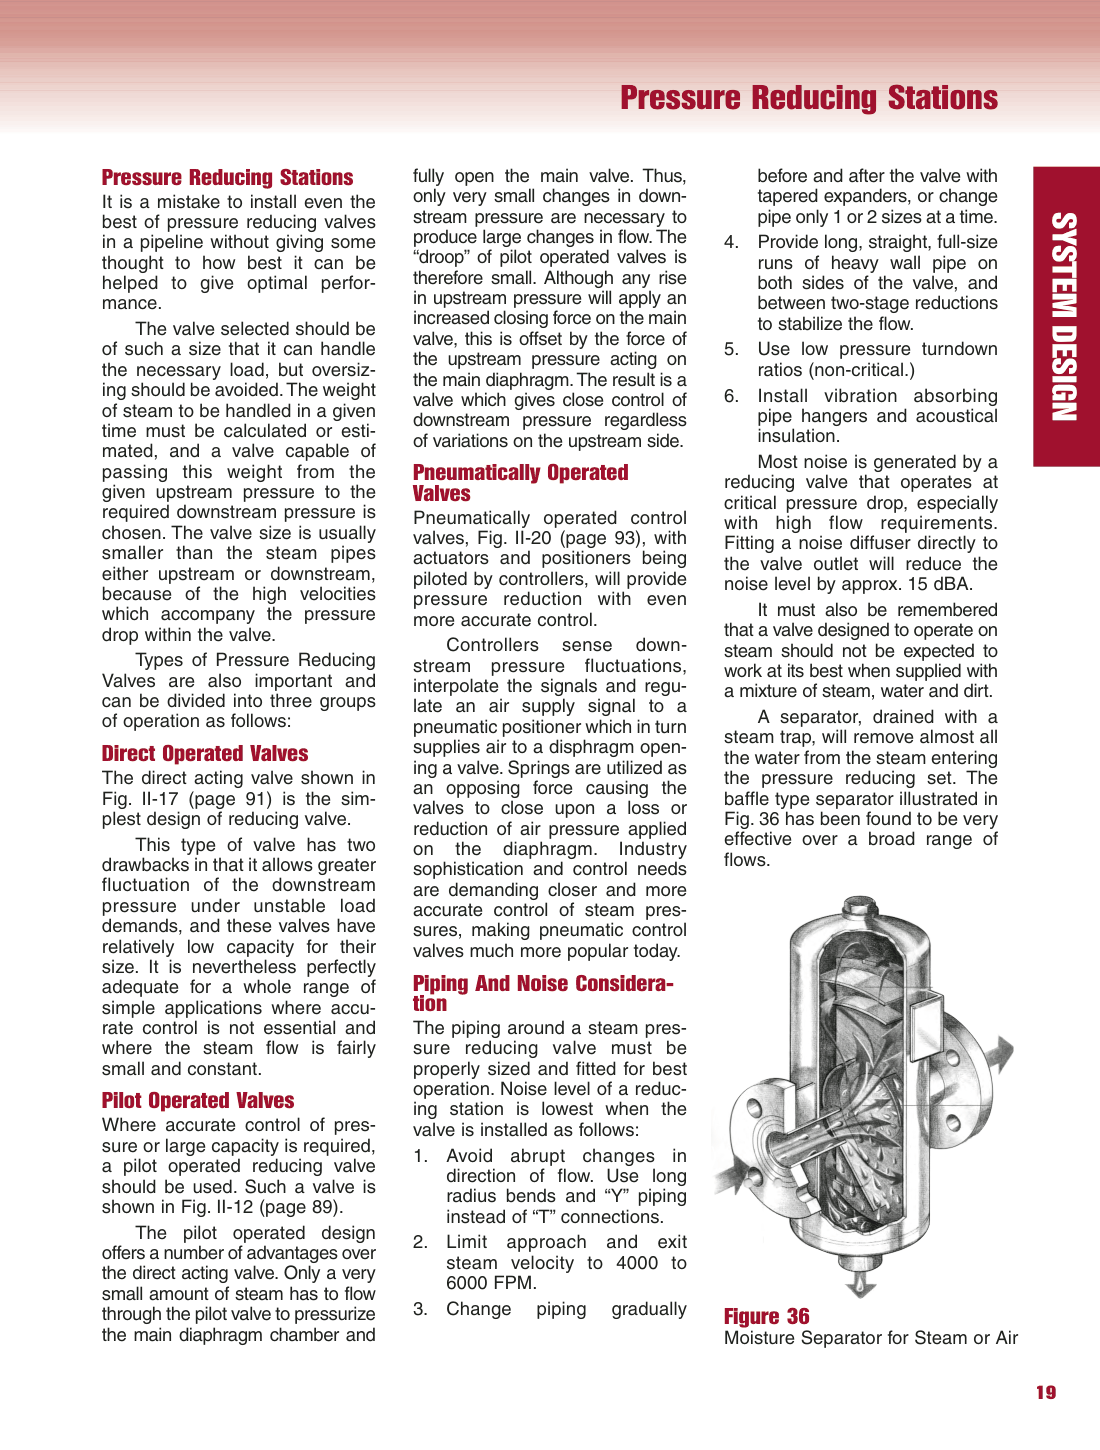 Pressure Reducing Stations
Pressure Reducing Stations
It is a mistake to install even the
best of pressure reducing valves
in a pipeline without giving some
thought to how best it can be
helped to give optimal perfor-
mance.
The valve selected should be
of such a size that it can handle
the necessary load, but oversiz-
ing should be avoided. The weight
of steam to be handled in a given
time must be calculated or esti-
mated, and a valve capable of
passing this weight from the
given upstream pressure to the
required downstream pressure is
chosen. The valve size is usually
smaller than the steam pipes
either upstream or downstream,
because of the high velocities
which accompany the pressure
drop within the valve.
Types of Pressure Reducing
Valves are also important and
can be divided into three groups
of operation as follows:
Direct Operated Valves
The direct acting valve shown in
Fig. II-17 (page 91) is the sim-
plest design of reducing valve.
This type of valve has two
drawbacks in that it allows greater
fluctuation of the downstream
pressure under unstable load
demands, and these valves have
relatively low capacity for their
size. It is nevertheless perfectly
adequate for a whole range of
simple applications where accu-
rate control is not essential and
where the steam flow is fairly
small and constant.
Pilot Operated Valves
Where accurate control of pres-
sure or large capacity is required,
a pilot operated reducing valve
should be used. Such a valve is
shown in Fig. II-12 (page 89).
The pilot operated design
offers a number of advantages over
the direct acting valve. Only a very
small amount of steam has to flow
through the pilot valve to pressurize
the main diaphragm chamber and
fully open the main valve. Thus,
only very small changes in down-
stream pressure are necessary to
produce large changes in flow. The
“droop” of pilot operated valves is
therefore small. Although any rise
in upstream pressure will apply an
increased closing force on the main
valve, this is offset by the force of
the upstream pressure acting on
the main diaphragm. The result is a
valve which gives close control of
downstream pressure regardless
of variations on the upstream side.
Pneumatically Operated
Valves
Pneumatically operated control
valves, Fig. II-20 (page 93), with
actuators and positioners being
piloted by controllers, will provide
pressure reduction with even
more accurate control.
Controllers sense down-
stream pressure fluctuations,
interpolate the signals and regu-
late an air supply signal to a
pneumatic positioner which in turn
supplies air to a disphragm open-
ing a valve. Springs are utilized as
an opposing force causing the
valves to close upon a loss or
reduction of air pressure applied
on the diaphragm. Industry
sophistication and control needs
are demanding closer and more
accurate control of steam pres-
sures, making pneumatic control
valves much more popular today.
Piping And Noise Considera-
tion
The piping around a steam pres-
sure reducing valve must be
properly sized and fitted for best
operation. Noise level of a reduc-
ing station is lowest when the
valve is installed as follows:
1. Avoid abrupt changes in
direction of flow. Use long
radius bends and “Y” piping
instead of “T” connections.
2. Limit approach and exit
steam velocity to 4000 to
6000 FPM.
3. Change piping gradually
before and after the valve with
tapered expanders, or change
pipe only 1 or 2 sizes at a time.
4. Provide long, straight, full-size
runs of heavy wall pipe on
both sides of the valve, and
between two-stage reductions
to stabilize the flow.
5. Use low pressure turndown
ratios (non-critical.)
6. Install vibration absorbing
pipe hangers and acoustical
insulation.
Most noise is generated by a
reducing valve that operates at
critical pressure drop, especially
with high flow requirements.
Fitting a noise diffuser directly to
the valve outlet will reduce the
noise level by approx. 15 dBA.
It must also be remembered
that a valve designed to operate on
steam should not be expected to
work at its best when supplied with
a mixture of steam, water and dirt.
A separator, drained with a
steam trap, will remove almost all
the water from the steam entering
the pressure reducing set. The
baffle type separator illustrated in
Fig. 36 has been found to be very
effective over a broad range of
flows.
Figure 36
Moisture Separator for Steam or Air
SYSTEM DESIGN
19